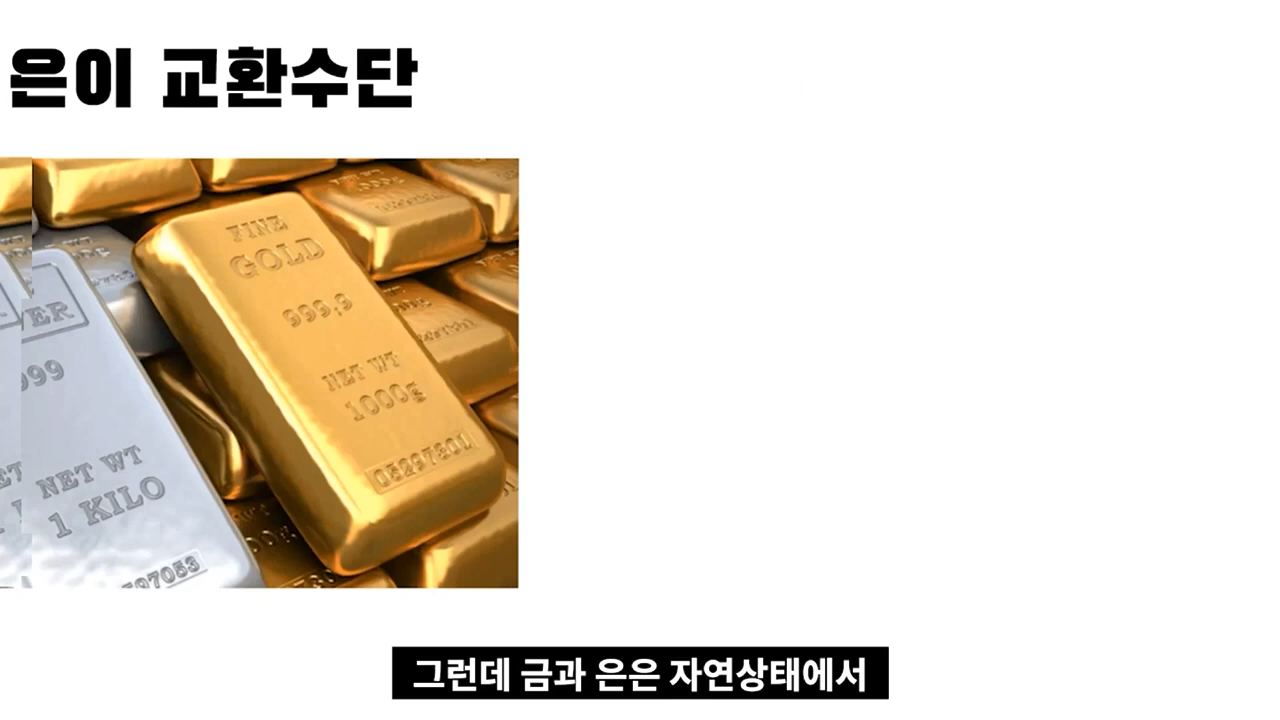 은이 교환수단
FINE
GOLD
999,9
NET WT
1000g
ER
999
NET WT
1 KILO
그런데 금과 은은 자연상태에서